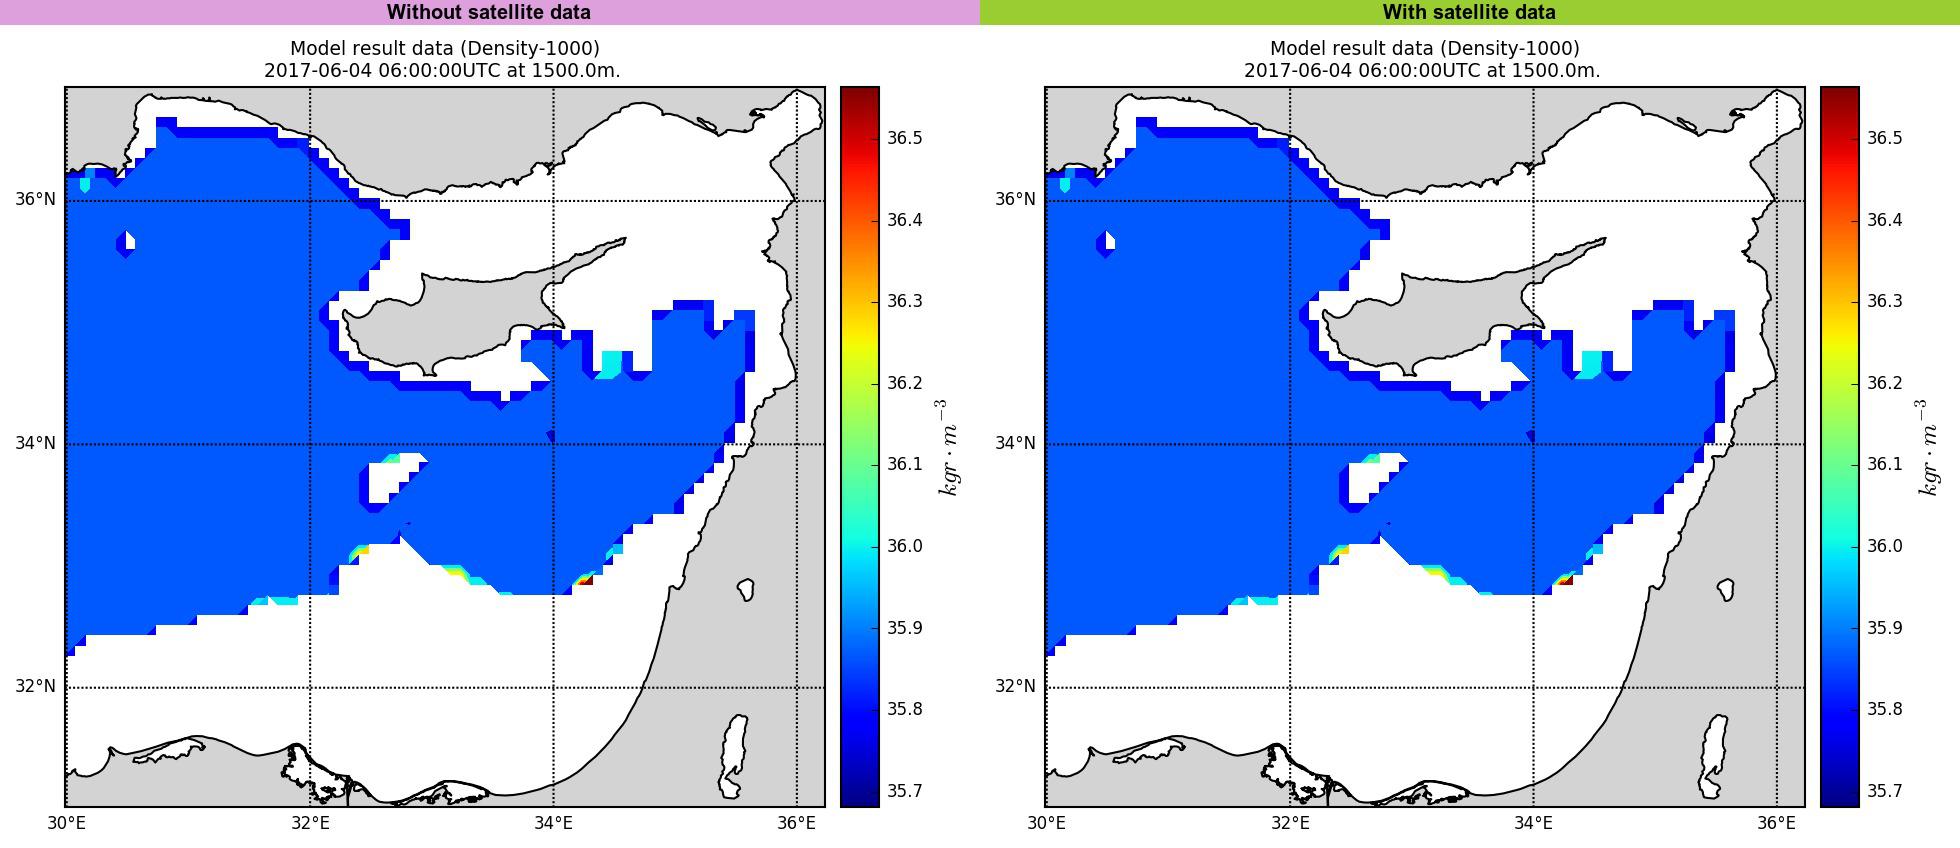 Without satellite data
Model result data (Density-1000)
2017-06-04 06:00:00UTC at 1500.0m.
36°N
34°N
32°N
30°E
32°E
34°E
36°E
36.5
36.4
36.3
36.2
36.1
36.0
35.9
35.8
35.7
kgr · m⁻³
With satellite data
Model result data (Density-1000)
2017-06-04 06:00:00UTC at 1500.0m.
36°N
34°N
32°N
30°E
32°E
34°E
36°E
36.5
36.4
36.3
36.2
36.1
36.0
35.9
35.8
35.7
kgr · m⁻³